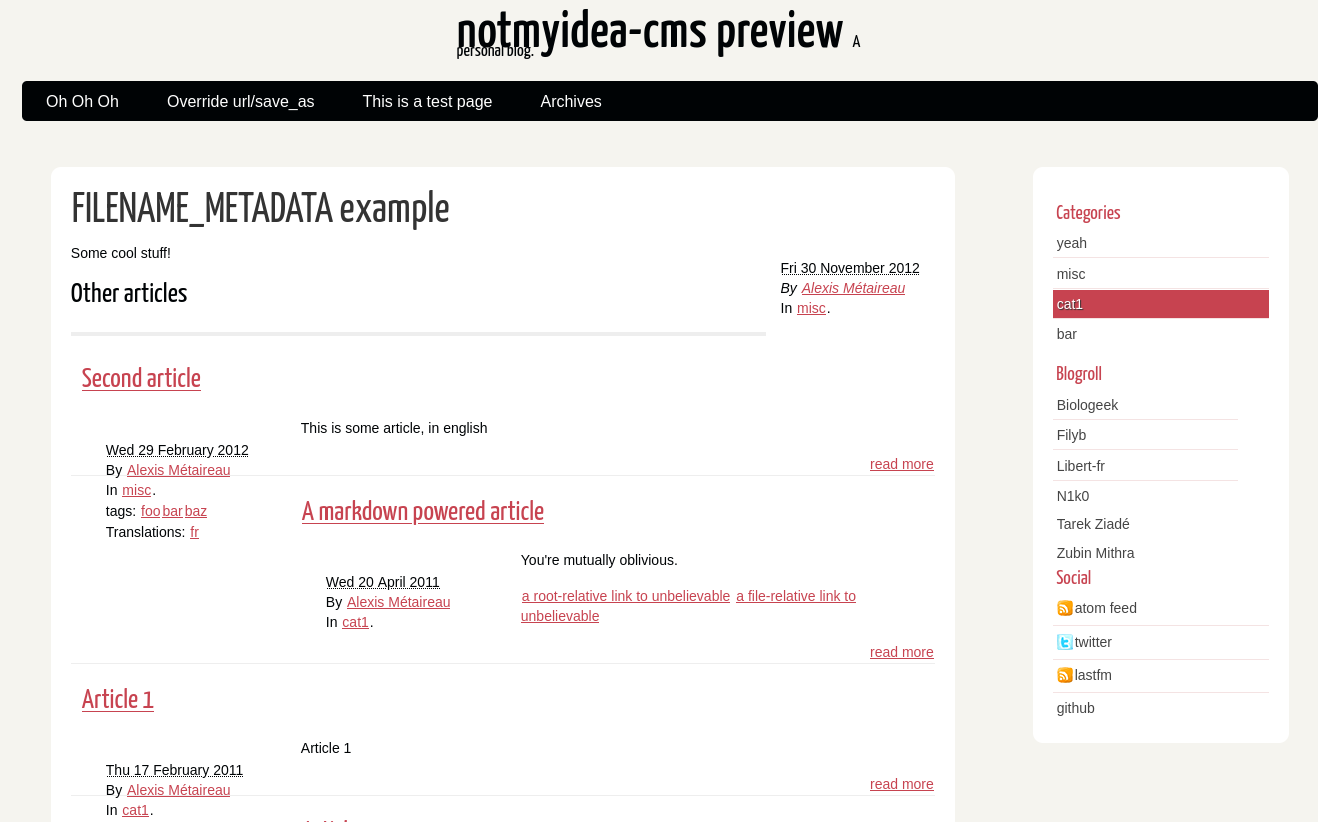 notmyidea-cms preview A
personal blog.
Oh Oh Oh
Override url/save_as
This is a test page
Archives
FILENAME_METADATA example
Some cool stuff!
Fri 30 November 2012
By Alexis Métaireau
In misc.
Other articles
Second article
This is some article, in english
Wed 29 February 2012
By Alexis Métaireau
In misc.
tags: foo bar baz
Translations: fr
read more
A markdown powered article
You're mutually oblivious.
Wed 20 April 2011
By Alexis Métaireau
In cat1.
a root-relative link to unbelievable a file-relative link to
unbelievable
read more
Article 1
Article 1
Thu 17 February 2011
By Alexis Métaireau
In cat1.
read more
Categories
yeah
misc
cat1
bar
Blogroll
Biologeek
Filyb
Libert-fr
N1k0
Tarek Ziadé
Zubin Mithra
Social
atom feed
twitter
lastfm
github